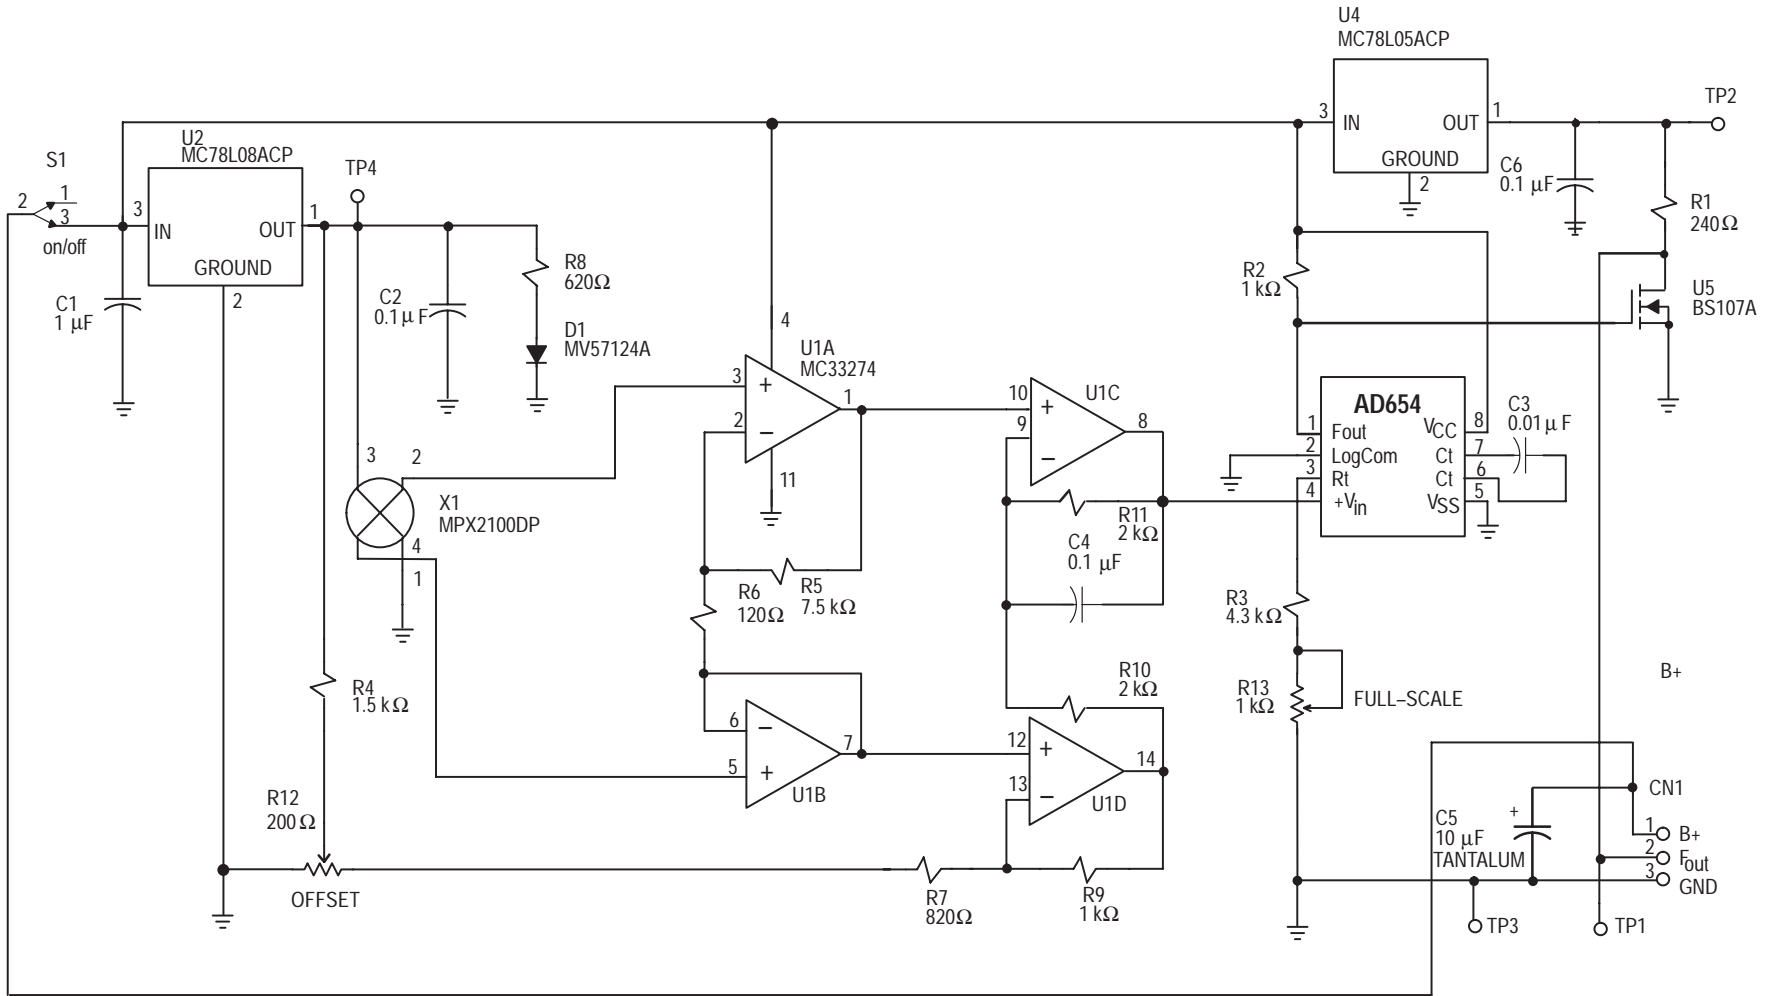 U4
MC78L05ACP
TP2
3
IN
OUT
1
GROUND
2
C6
0.1 µF
R1
240Ω
U2
MC78L08ACP
S1
2
1
3
on/off
3
IN
OUT
1
GROUND
2
TP4
C1
1 µF
C2
0.1 µ F
R8
620Ω
D1
MV57124A
4
U1A
MC33274
3
+
2
−
1
11
R2
1 kΩ
U5
BS107A
10
+
9
−
U1C
8
AD654
1
Fout
2
LogCom
3
Rt
4
+Vin
VCC
8
Ct
7
Ct
6
VSS
5
C3
0.01 µ F
3
2
X1
MPX2100DP
4
1
R11
2 kΩ
C4
0.1 µF
R6
120Ω
R5
7.5 kΩ
R3
4.3 kΩ
R10
2 kΩ
R13
1 kΩ
FULL–SCALE
B+
R4
1.5 kΩ
6
−
5
+
7
U1B
12
+
13
−
14
U1D
R12
200 Ω
OFFSET
R7
820Ω
R9
1 kΩ
CN1
C5
10 µF
TANTALUM
+
1
B+
2
Fout
3
GND
TP3
TP1